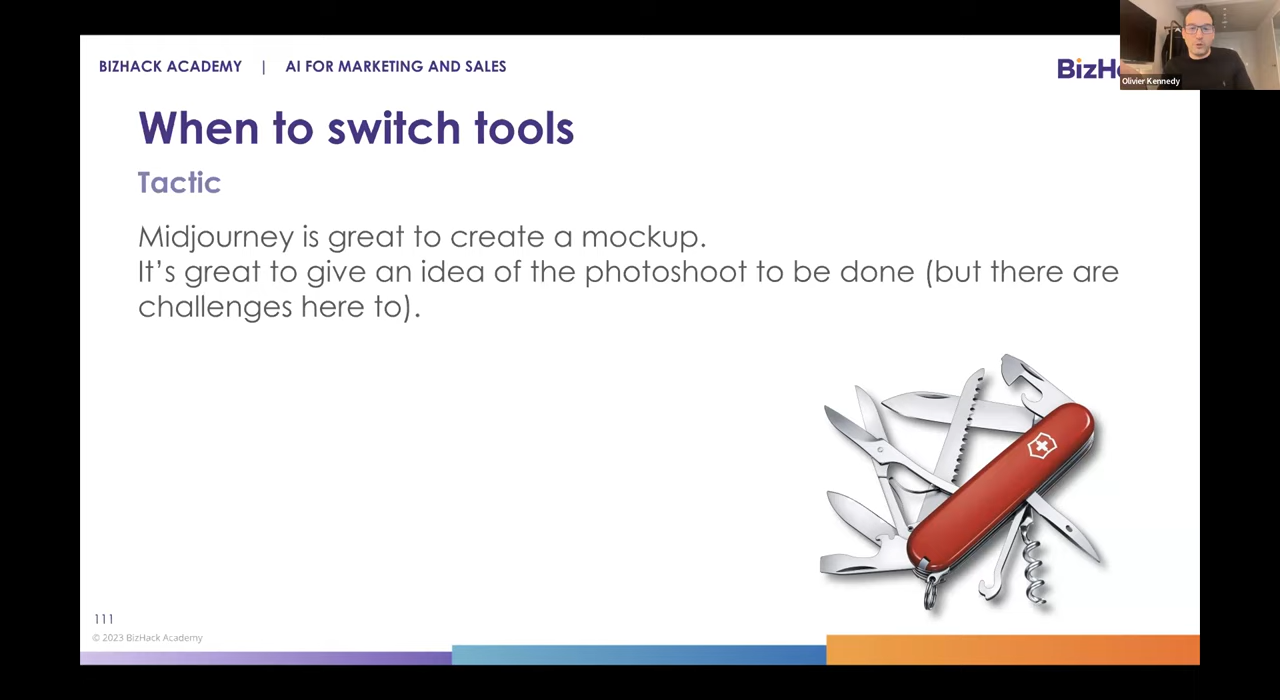 BIZHACK ACADEMY | AI FOR MARKETING AND SALES
BizH
Olivier Kennedy
When to switch tools
Tactic
Midjourney is great to create a mockup.
It’s great to give an idea of the photoshoot to be done (but there are
challenges here to).
111
© 2023 BizHack Academy